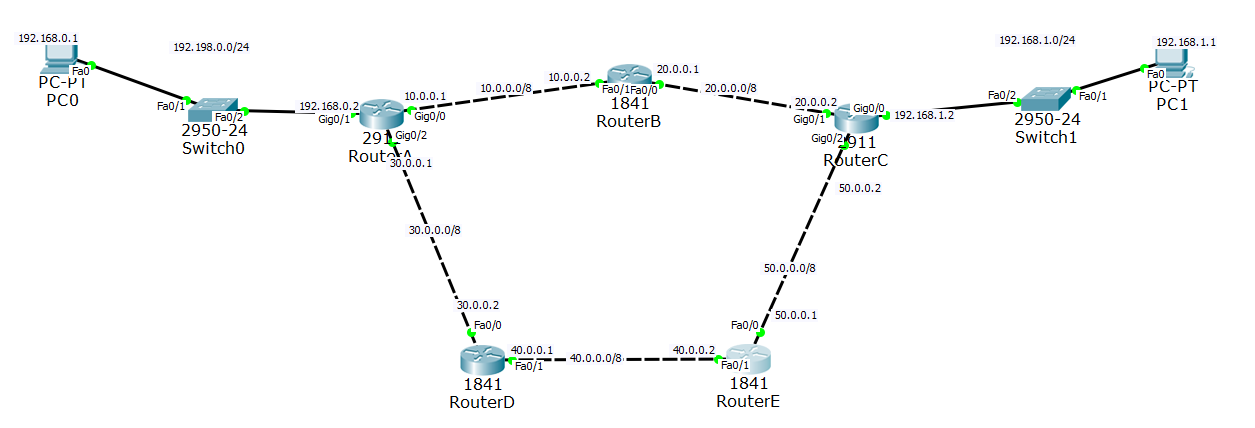 192.168.0.1
192.198.0.0/24
Fa0
PC-PT
PC0
Fa0/1
Fa0/2
2950-24
Switch0
192.168.0.2
Gig0/1
10.0.0.1
Gig0/0
Gig0/2
30.0.0.1
RouterA
10.0.0.0/8
10.0.0.2
20.0.0.1
Fa0/1
Fa0/0
1841
RouterB
20.0.0.0/8
20.0.0.2
Gig0/1
Gig0/0
Gig0/2
192.168.1.2
2911
RouterC
50.0.0.2
192.168.1.0/24
Fa0/2
Fa0/1
2950-24
Switch1
192.168.1.1
Fa0
PC-PT
PC1
30.0.0.0/8
30.0.0.2
Fa0/0
40.0.0.1
Fa0/1
1841
RouterD
40.0.0.0/8
40.0.0.2
Fa0/1
1841
RouterE
Fa0/0
50.0.0.1
50.0.0.0/8